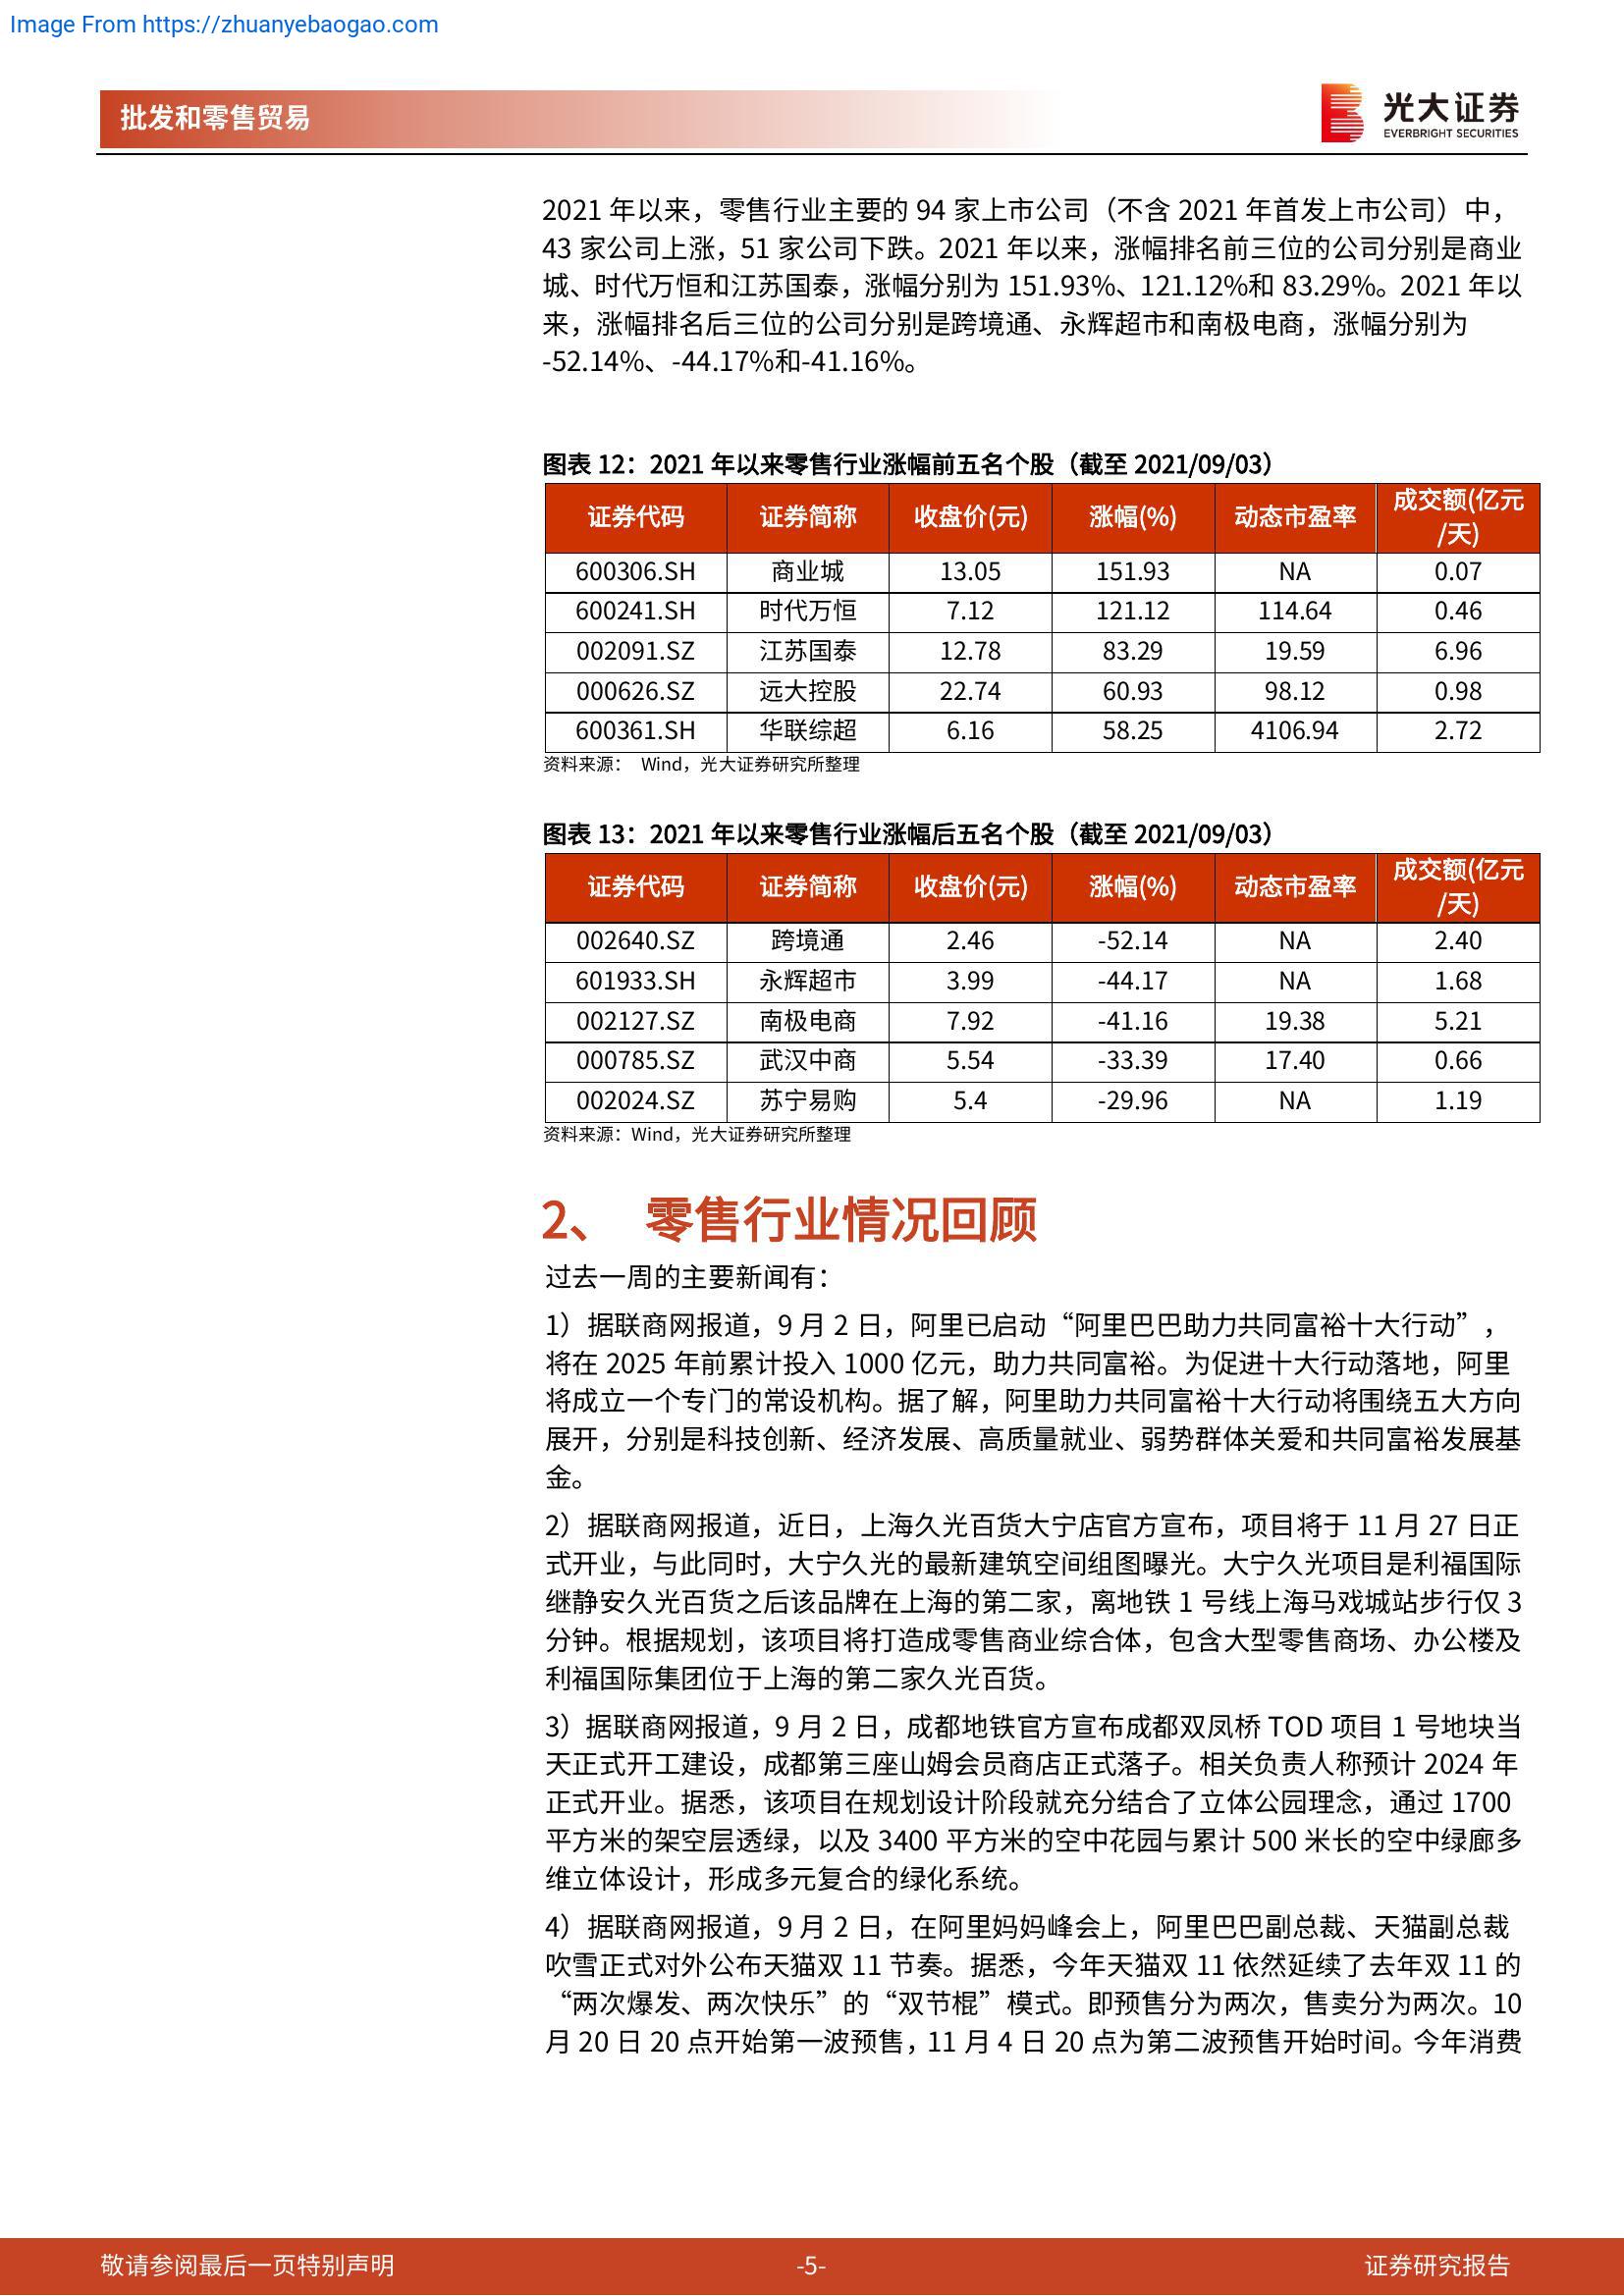 Image From https://zhuanyebaogao.com
批发和零售贸易
光大证券
EVERBRIGHT SECURITIES
2021 年以来，零售行业主要的 94 家上市公司（不含 2021 年首发上市公司）中，
43 家公司上涨，51 家公司下跌。2021 年以来，涨幅排名前三位的公司分别是商业
城、时代万恒和江苏国泰，涨幅分别为 151.93%、121.12%和 83.29%。2021 年以
来，涨幅排名后三位的公司分别是跨境通、永辉超市和南极电商，涨幅分别为
-52.14%、-44.17%和-41.16%。
图表 12：2021 年以来零售行业涨幅前五名个股（截至 2021/09/03）
证券代码 证券简称 收盘价(元) 涨幅(%) 动态市盈率 成交额(亿元
/天)
600306.SH 商业城 13.05 151.93 NA 0.07
600241.SH 时代万恒 7.12 121.12 114.64 0.46
002091.SZ 江苏国泰 12.78 83.29 19.59 6.96
000626.SZ 远大控股 22.74 60.93 98.12 0.98
600361.SH 华联综超 6.16 58.25 4106.94 2.72
资料来源： Wind，光大证券研究所整理
图表 13：2021 年以来零售行业涨幅后五名个股（截至 2021/09/03）
证券代码 证券简称 收盘价(元) 涨幅(%) 动态市盈率 成交额(亿元
/天)
002640.SZ 跨境通 2.46 -52.14 NA 2.40
601933.SH 永辉超市 3.99 -44.17 NA 1.68
002127.SZ 南极电商 7.92 -41.16 19.38 5.21
000785.SZ 武汉中商 5.54 -33.39 17.40 0.66
002024.SZ 苏宁易购 5.4 -29.96 NA 1.19
资料来源：Wind，光大证券研究所整理
2、 零售行业情况回顾
过去一周的主要新闻有：
1）据联商网报道，9 月 2 日，阿里已启动“阿里巴巴助力共同富裕十大行动”，
将在 2025 年前累计投入 1000 亿元，助力共同富裕。为促进十大行动落地，阿里
将成立一个专门的常设机构。据了解，阿里助力共同富裕十大行动将围绕五大方向
展开，分别是科技创新、经济发展、高质量就业、弱势群体关爱和共同富裕发展基
金。
2）据联商网报道，近日，上海久光百货大宁店官方宣布，项目将于 11 月 27 日正
式开业，与此同时，大宁久光的最新建筑空间组图曝光。大宁久光项目是利福国际
继静安久光百货之后该品牌在上海的第二家，离地铁 1 号线上海马戏城站步行仅 3
分钟。根据规划，该项目将打造成零售商业综合体，包含大型零售商场、办公楼及
利福国际集团位于上海的第二家久光百货。
3）据联商网报道，9 月 2 日，成都地铁官方宣布成都双凤桥 TOD 项目 1 号地块当
天正式开工建设，成都第三座山姆会员商店正式落子。相关负责人称预计 2024 年
正式开业。据悉，该项目在规划设计阶段就充分结合了立体公园理念，通过 1700
平方米的架空层透绿，以及 3400 平方米的空中花园与累计 500 米长的空中绿廊多
维立体设计，形成多元复合的绿化系统。
4）据联商网报道，9 月 2 日，在阿里妈妈峰会上，阿里巴巴副总裁、天猫副总裁
吹雪正式对外公布天猫双 11 节奏。据悉，今年天猫双 11 依然延续了去年双 11 的
“两次爆发、两次快乐”的“双节棍”模式。即预售分为两次，售卖分为两次。10
月 20 日 20 点开始第一波预售，11 月 4 日 20 点为第二波预售开始时间。今年消费
敬请参阅最后一页特别声明 -5- 证券研究报告